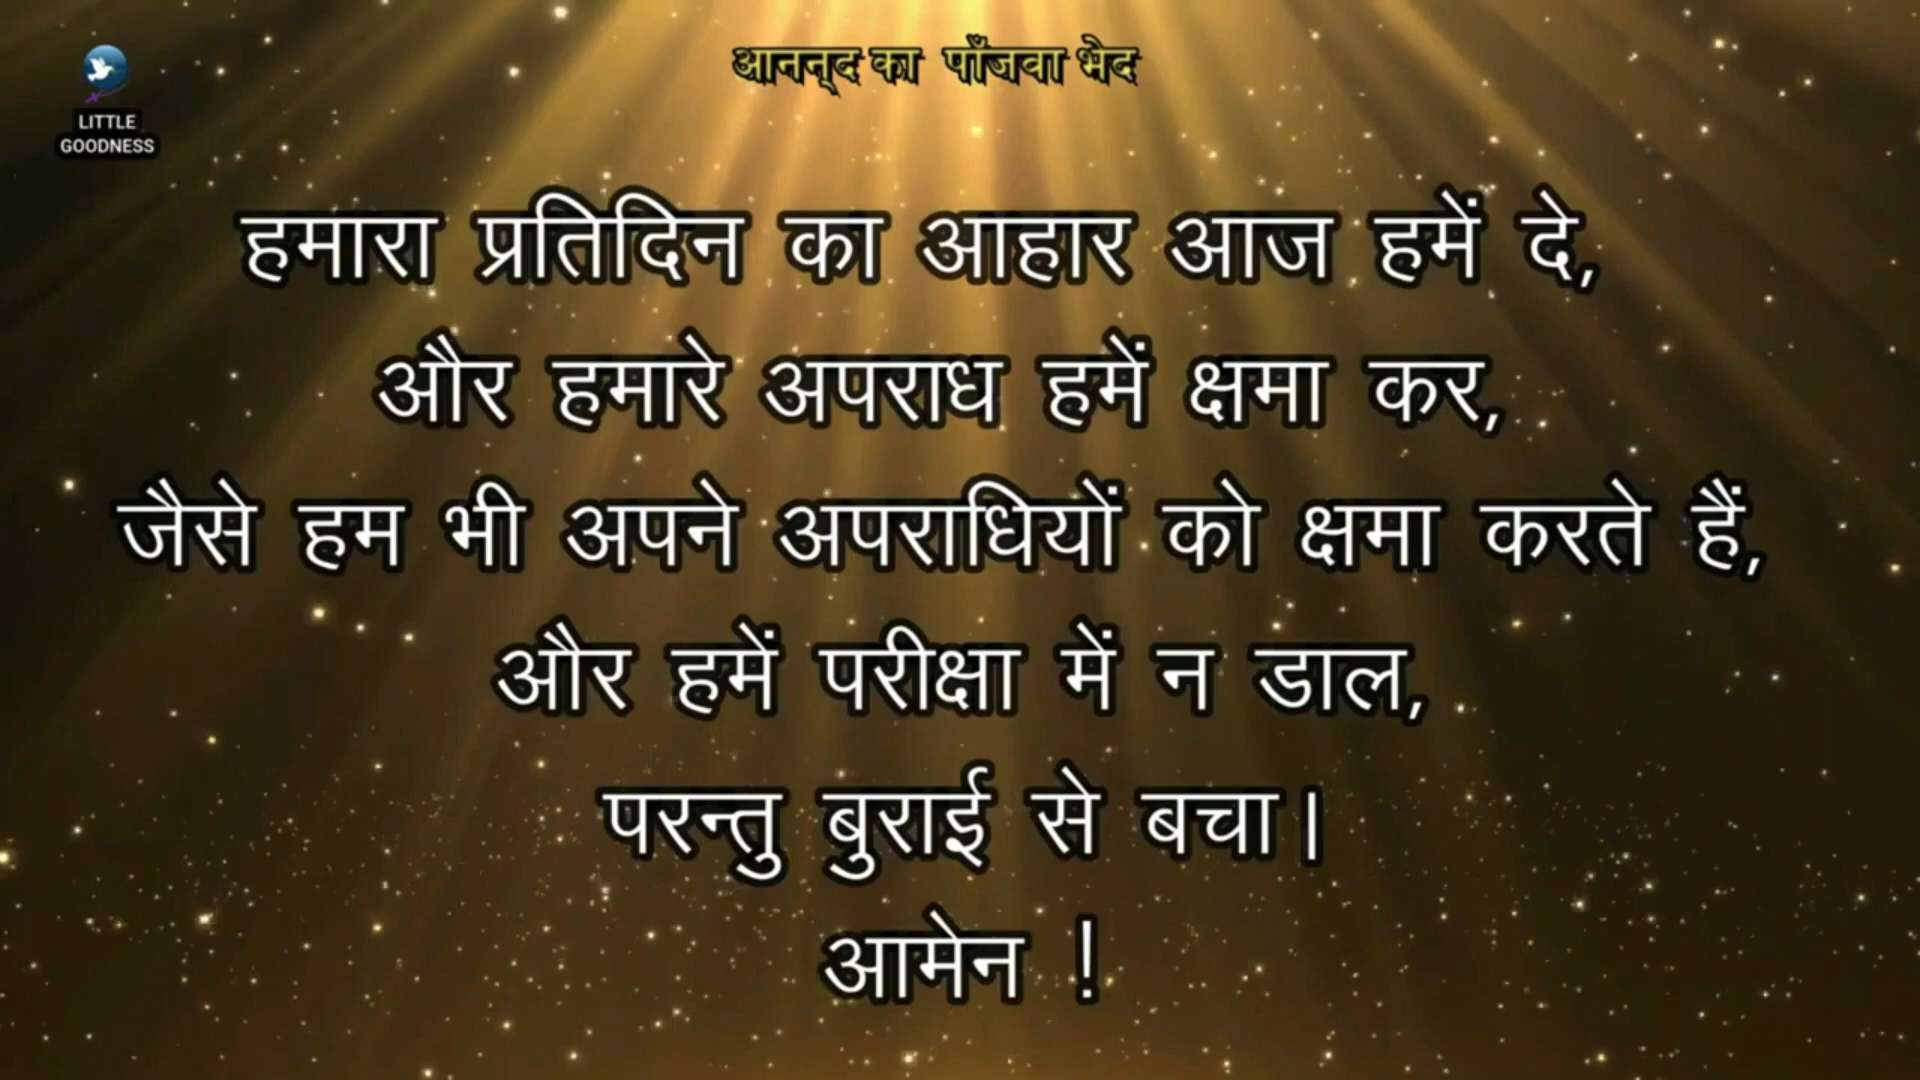 LITTLE
GOODNESS
आनन्द का पाँजवा भेद
हमारा प्रतिदिन का आहार आज हमें दे,
और हमारे अपराध हमें क्षमा कर,
जैसे हम भी अपने अपराधियों को क्षमा करते हैं,
और हमें परीक्षा में न डाल,
परन्तु बुराई से बचा।
आमेन !